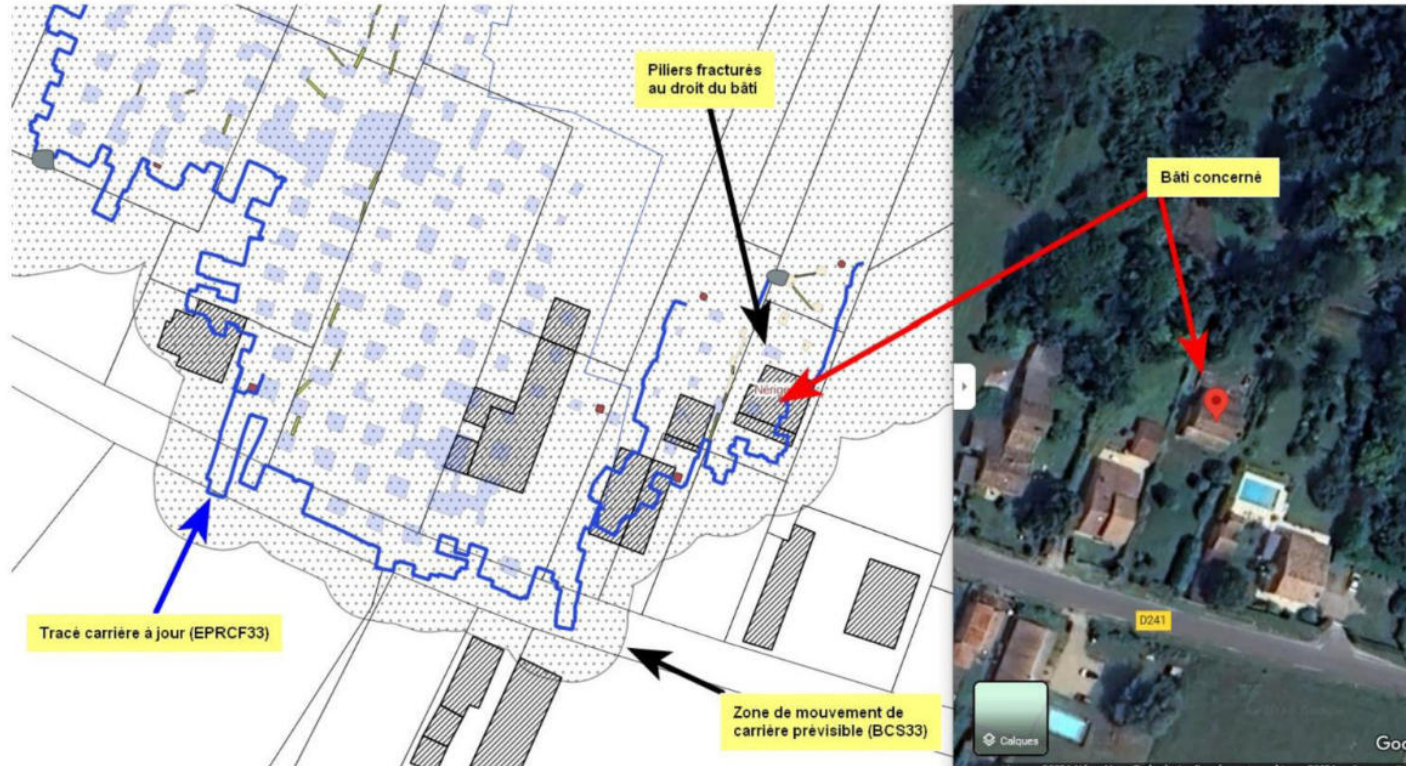 Piliers fracturés
au droit du bâti
Bâti concerné
Tracé carrière à jour (EPRCF33)
Zone de mouvement de
carrière prévisible (BCS33)
D241
Calques